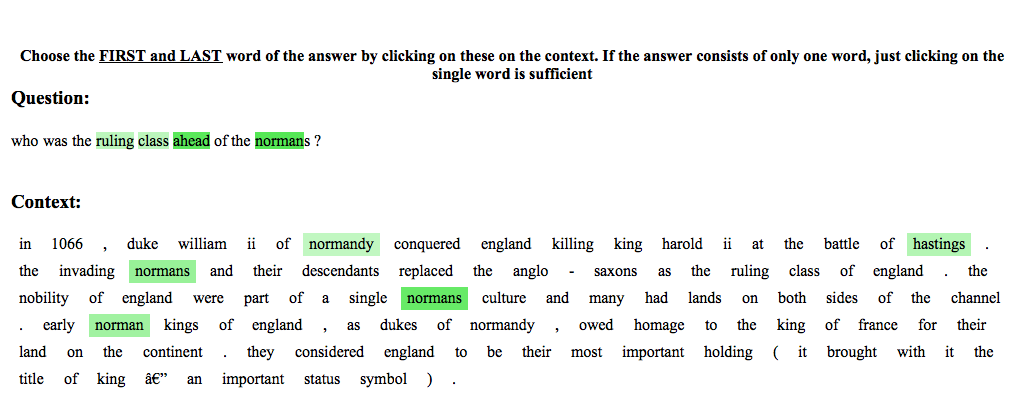 Choose the FIRST and LAST word of the answer by clicking on these on the context. If the answer consists of only one word, just clicking on the
single word is sufficient
Question:
who was the ruling class ahead of the normans ?
Context:
in 1066 , duke william ii of normandy conquered england killing king harold ii at the battle of hastings .
the invading normans and their descendants replaced the anglo - saxons as the ruling class of england . the
nobility of england were part of a single normans culture and many had lands on both sides of the channel
. early norman kings of england , as dukes of normandy , owed homage to the king of france for their
land on the continent . they considered england to be their most important holding ( it brought with it the
title of king â€” an important status symbol ) .